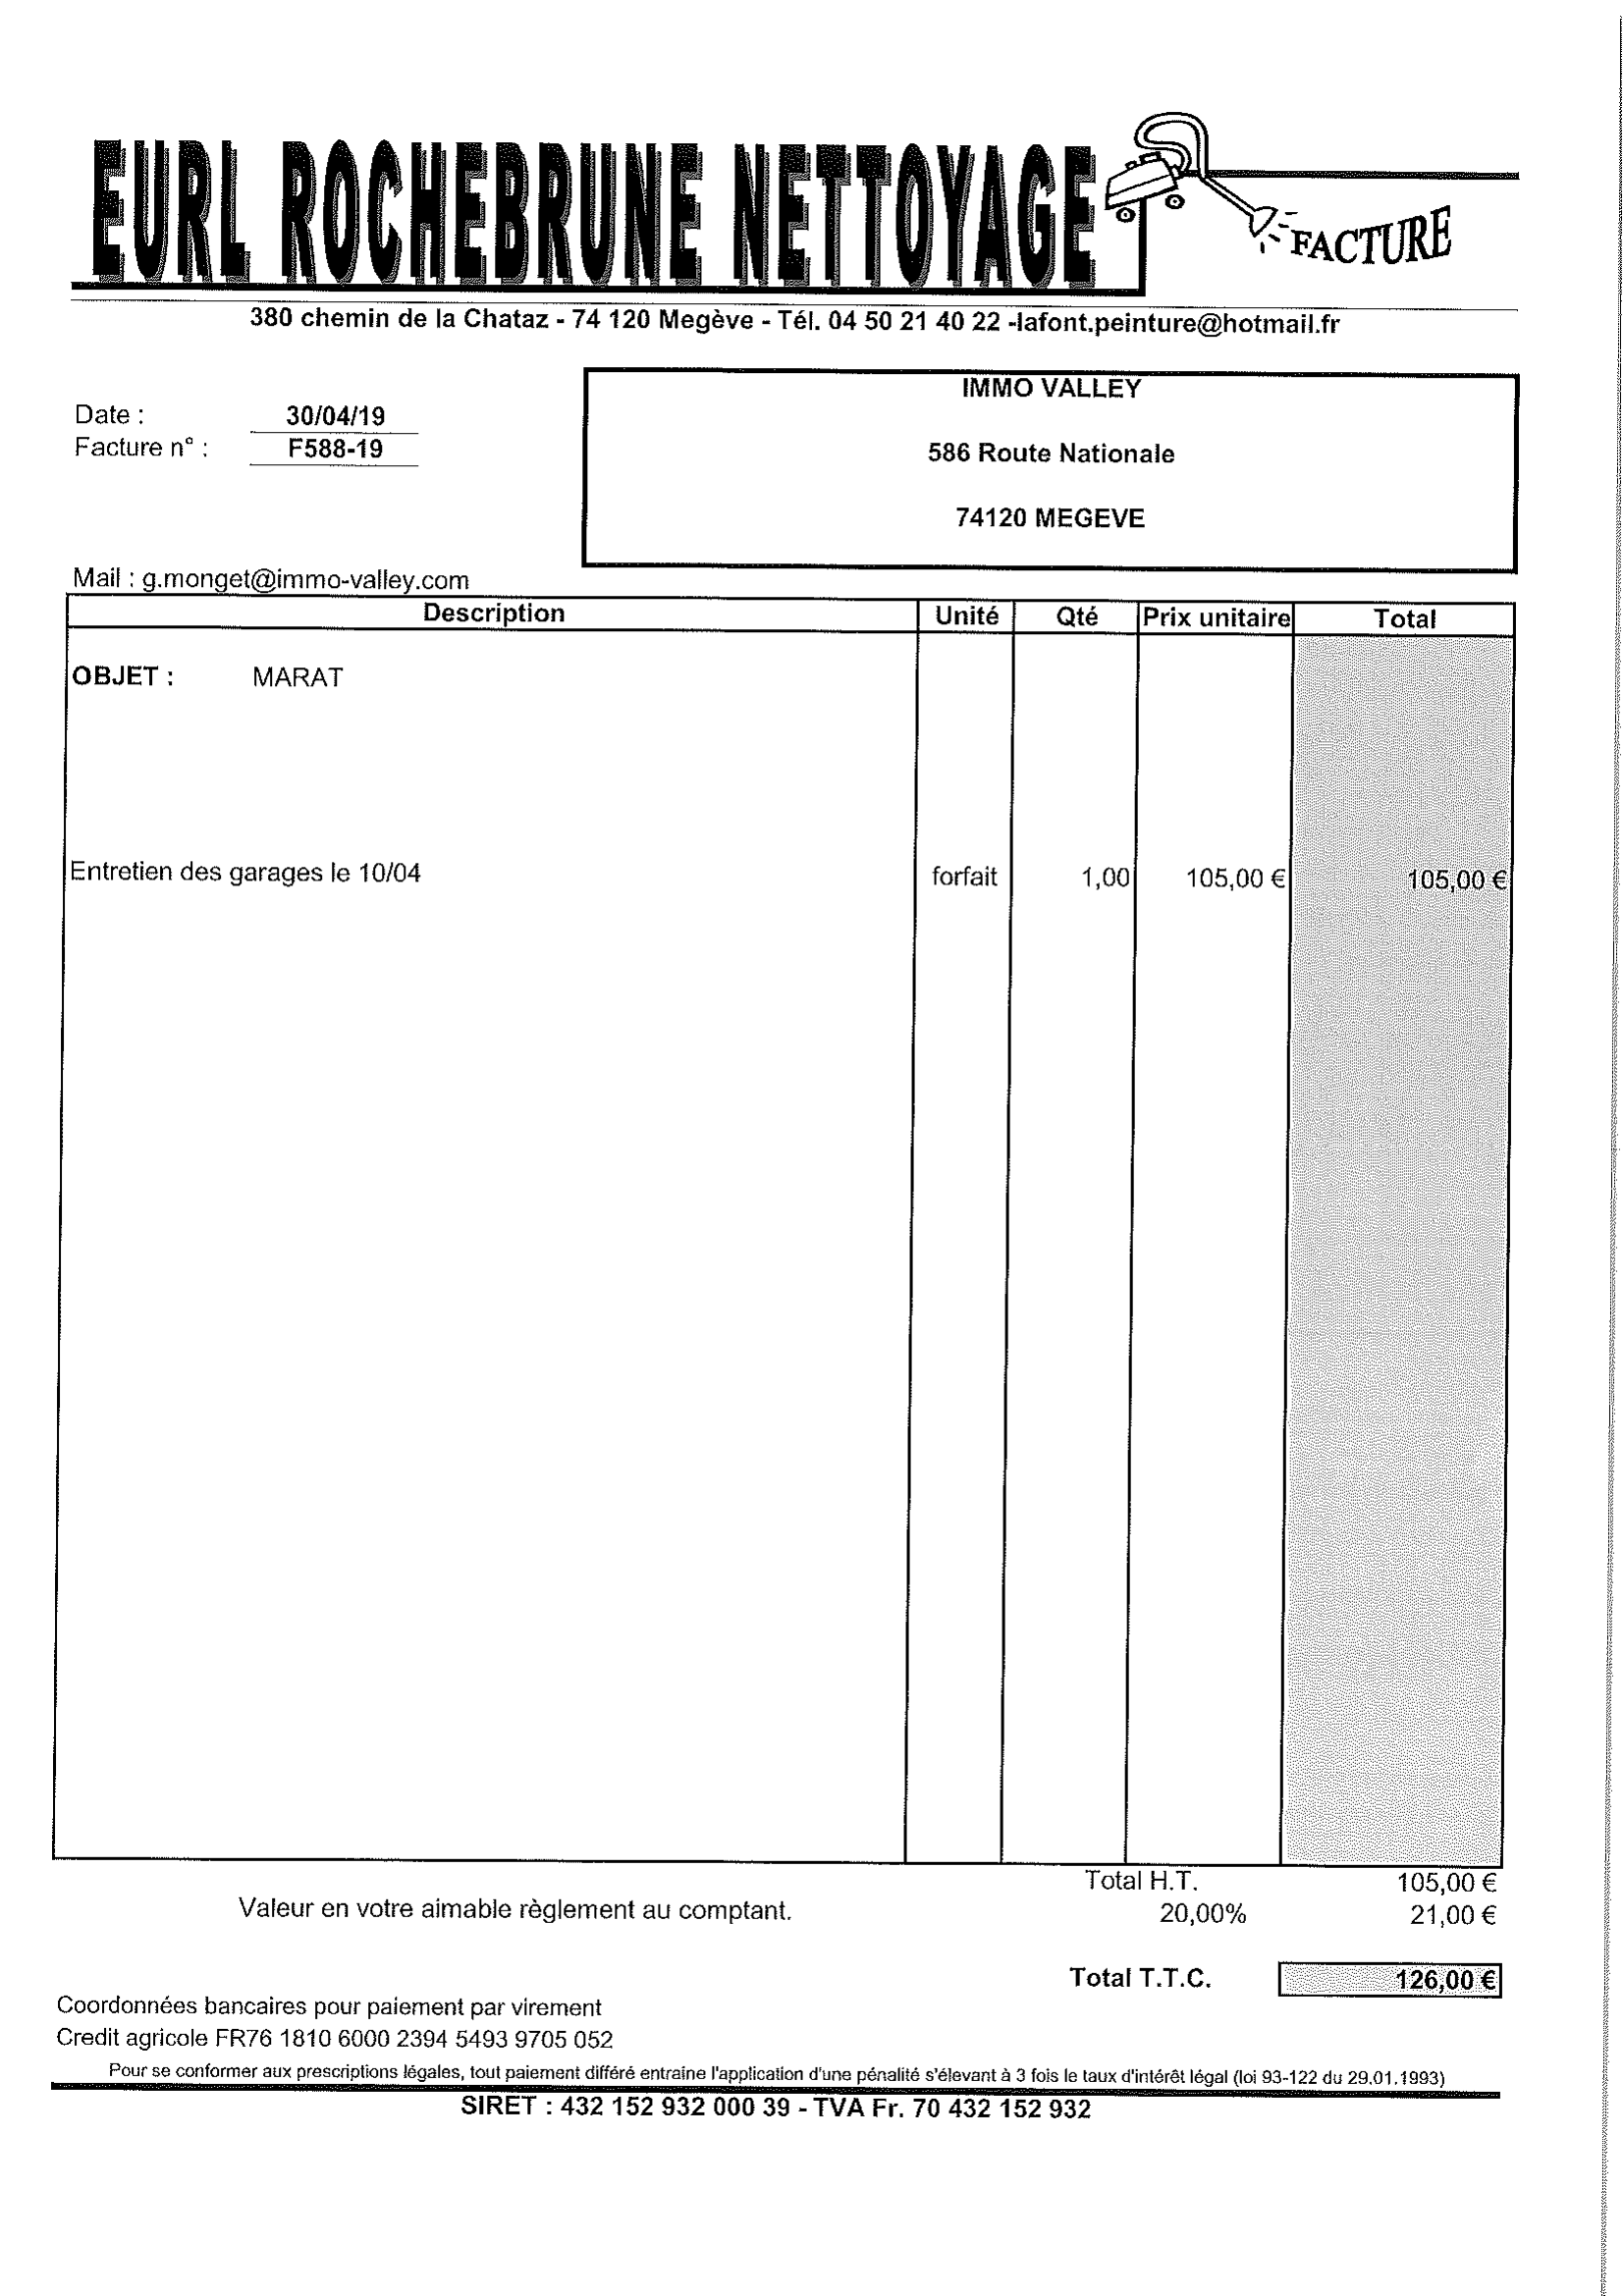 EURL ROCHEBRUNE NETTOYAGE
FACTURE
380 chemin de la Chataz - 74 120 Megève - Tél. 04 50 21 40 22 -lafont.peinture@hotmail.fr
IMMO VALLEY
Date : 30/04/19
Facture n° : F588-19
586 Route Nationale
74120 MEGEVE
Mail : g.monget@immo-valley.com
Description Unité Qté Prix unitaire Total
OBJET : MARAT
Entretien des garages le 10/04 forfait 1,00 105,00 € 105,00 €
Total H.T. 105,00 €
Valeur en votre aimable règlement au comptant. 20,00% 21,00 €
Total T.T.C. 126,00 €
Coordonnées bancaires pour paiement par virement
Credit agricole FR76 1810 6000 2394 5493 9705 052
Pour se conformer aux prescriptions légales, tout paiement différé entraine l'application d'une pénalité s'élevant à 3 fois le taux d'intérêt légal (loi 93-122 du 29.01.1993)
SIRET : 432 152 932 000 39 - TVA Fr. 70 432 152 932